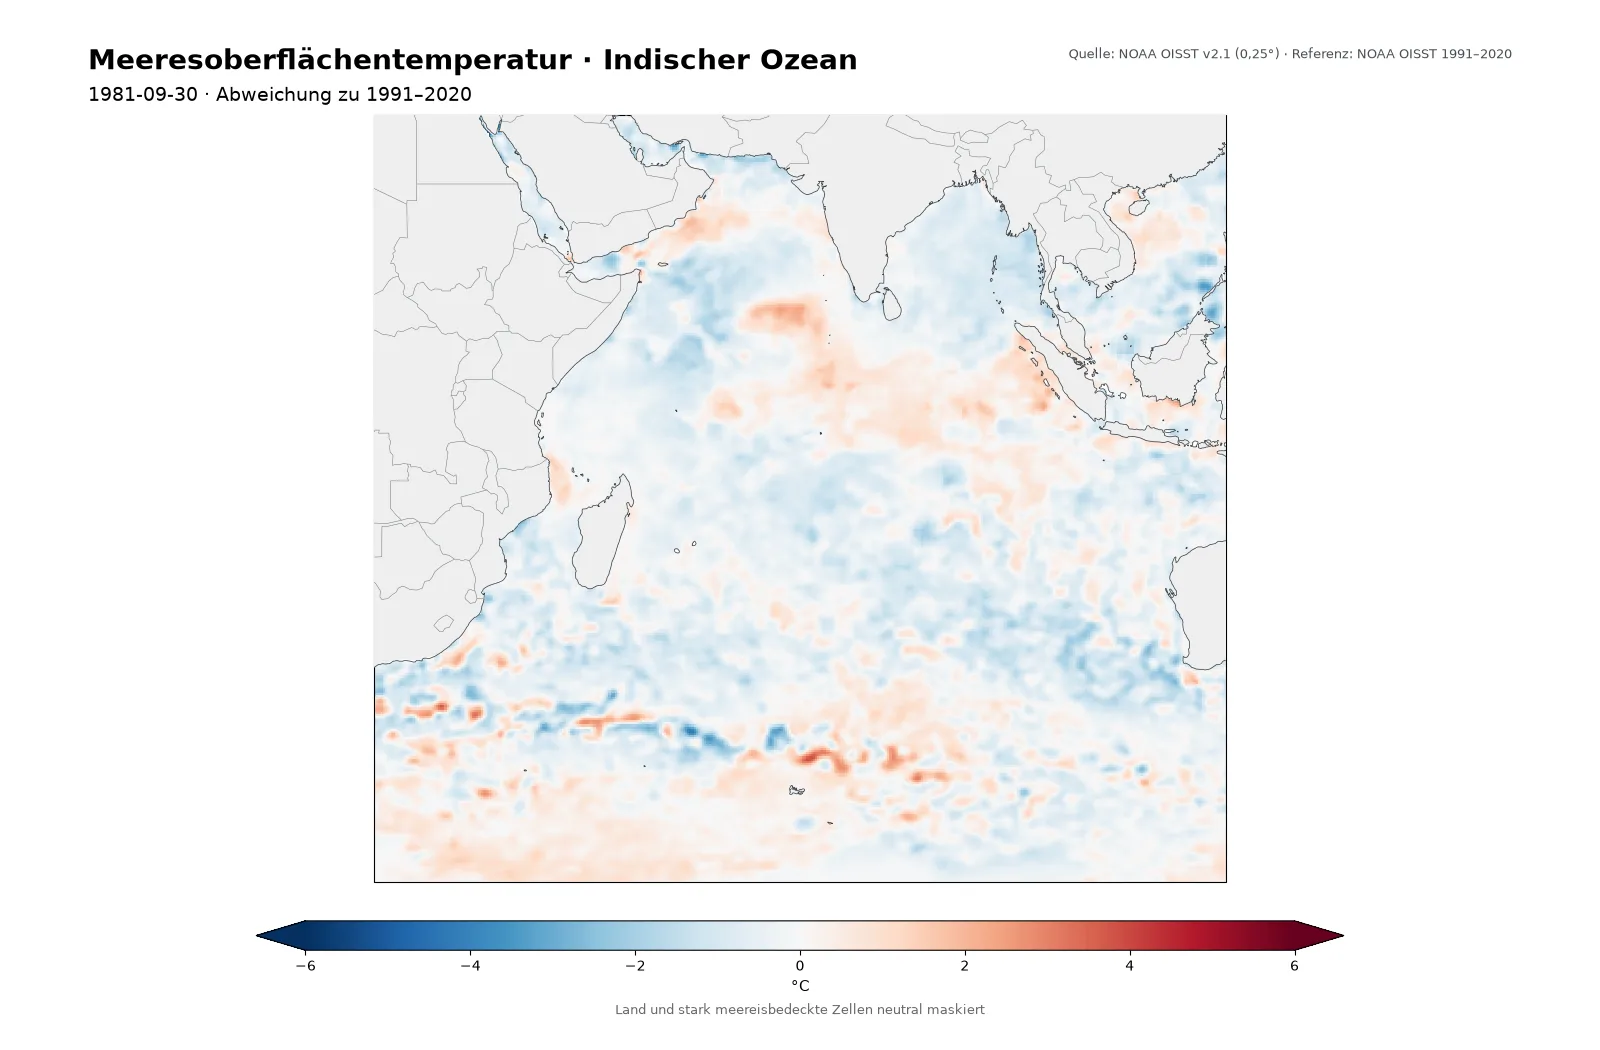 Meeresoberflächentemperatur · Indischer Ozean
Quelle: NOAA OISST v2.1 (0,25°) · Referenz: NOAA OISST 1991–2020
1981-09-30 · Abweichung zu 1991–2020
−6 −4 −2 0 2 4 6
°C
Land und stark meereisbedeckte Zellen neutral maskiert